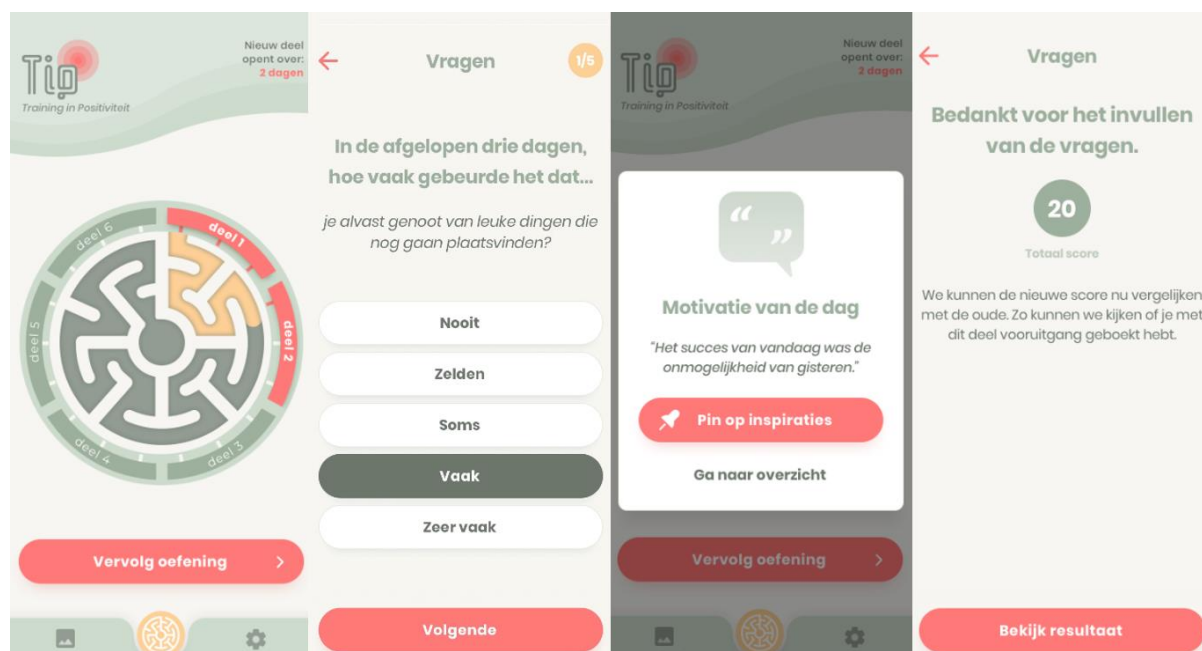 Tip
Training in Positiviteit
Nieuw deel
opent over:
2 dagen
deel 6
deel 1
deel 5
deel 2
deel 4
deel 3
Vervolg oefening
Vragen
1/5
In de afgelopen drie dagen,
hoe vaak gebeurde het dat...
je alvast genoot van leuke dingen die
nog gaan plaatsvinden?
Nooit
Zelden
Soms
Vaak
Zeer vaak
Volgende
Tip
Training in Positiviteit
Nieuw deel
opent over:
2 dagen
Motivatie van de dag
"Het succes van vandaag was de
onmogelijkheid van gisteren."
Pin op inspiraties
Ga naar overzicht
Vervolg oefening
Vragen
Bedankt voor het invullen
van de vragen.
20
Totaal score
We kunnen de nieuwe score nu vergelijken
met de oude. Zo kunnen we kijken of je met
dit deel vooruitgang geboekt hebt.
Bekijk resultaat